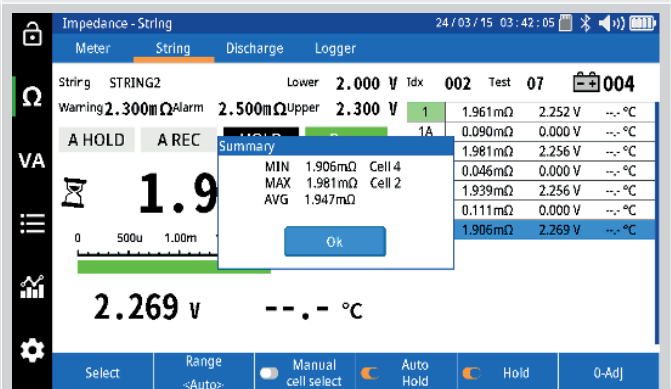 Impedance - String 24/03/15 03:42:05
Meter String Discharge Logger
String STRING2 Lower 2.000 V Idx 002 Test 07 004
Warning 2.300mΩ Alarm 2.500mΩ Upper 2.300 V
1 1.961mΩ 2.252 V --.- °C
A HOLD A REC
1A 0.090mΩ 0.000 V --.- °C
1.981mΩ 2.256 V --.- °C
0.046mΩ 0.000 V --.- °C
1.939mΩ 2.256 V --.- °C
0.111mΩ 0.000 V --.- °C
1.906mΩ 2.269 V --.- °C
Summary
MIN 1.906mΩ Cell 4
MAX 1.981mΩ Cell 2
AVG 1.947mΩ
Ok
Ω
VA
1.9
0 500u 1.00m
2.269 V --.- °C
Select Range <Auto> Manual cell select Auto Hold Hold 0-Adj